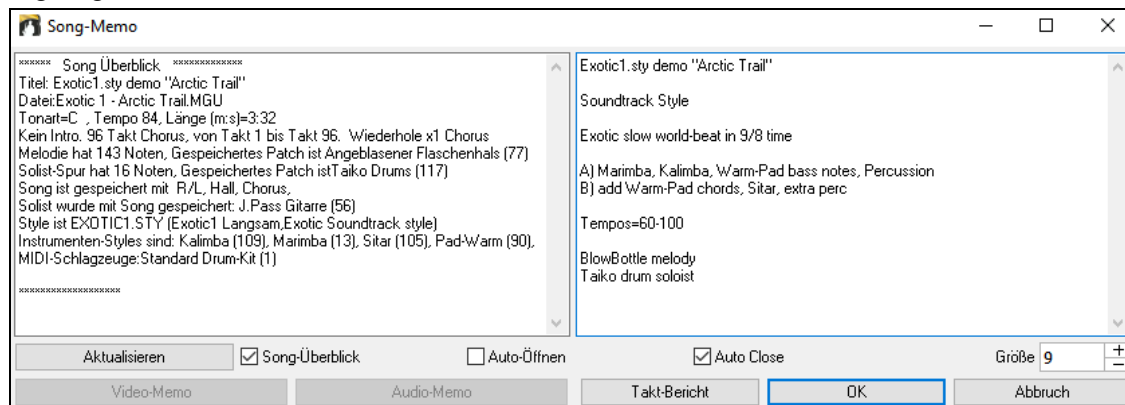 Song-Memo
****** Song Überblick *************
Titel: Exotic1.sty demo "Arctic Trail"
Datei:Exotic 1 - Arctic Trail.MGU
Tonart=C , Tempo 84, Länge (m:s)=3:32
Kein Intro. 96 Takt Chorus, von Takt 1 bis Takt 96. Wiederhole x1 Chorus
Melodie hat 143 Noten, Gespeichertes Patch ist Angeblasener Flaschenhals (77)
Solist-Spur hat 16 Noten, Gespeichertes Patch istTaiko Drums (117)
Song ist gespeichert mit R/L, Hall, Chorus,
Solist wurde mit Song gespeichert: J.Pass Gitarre (56)
Style ist EXOTIC1.STY (Exotic1 Langsam,Exotic Soundtrack style)
Instrumenten-Styles sind: Kalimba (109), Marimba (13), Sitar (105), Pad-Warm (90),
MIDI-Schlagzeuge:Standard Drum-Kit (1)
*******************
Exotic1.sty demo "Arctic Trail"
Soundtrack Style
Exotic slow world-beat in 9/8 time
A) Marimba, Kalimba, Warm-Pad bass notes, Percussion
B) add Warm-Pad chords, Sitar, extra perc
Tempos=60-100
BlowBottle melody
Taiko drum soloist
Aktualisieren Song-Überblick Auto-Öffnen Auto Close Größe 9
Video-Memo Audio-Memo Takt-Bericht OK Abbruch